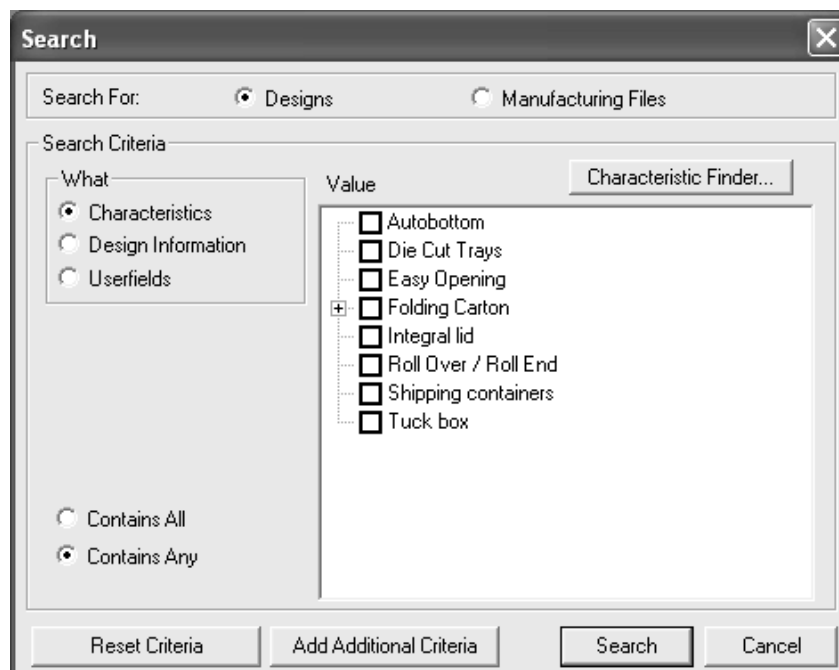 Search
Search For: Designs Manufacturing Files
Search Criteria
What
Characteristics
Design Information
Userfields
Contains All
Contains Any
Value
Characteristic Finder...
Autobottom
Die Cut Trays
Easy Opening
Folding Carton
Integral lid
Roll Over / Roll End
Shipping containers
Tuck box
Reset Criteria Add Additional Criteria Search Cancel